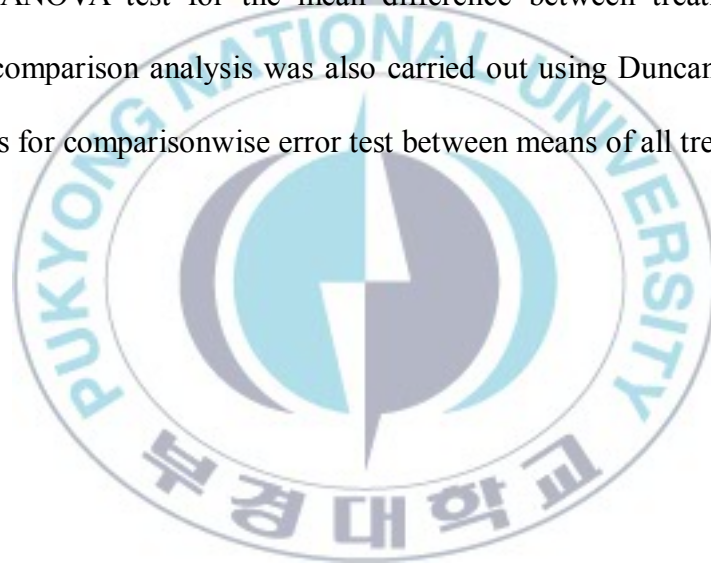 ANOVA test for the mean difference between treat
comparison analysis was also carried out using Duncan
s for comparisonwise error test between means of all tre
PUKYONG NATIONAL UNIVERSITY
부경대학교